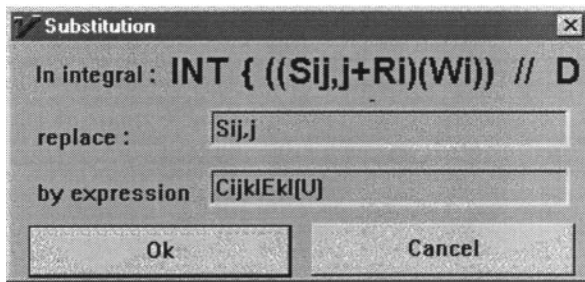 Substitution
In integral : INT { ((Sij,j+Ri)(Wi)) // D
replace : Sij,j
by expression CijklEkl(U)
Ok Cancel